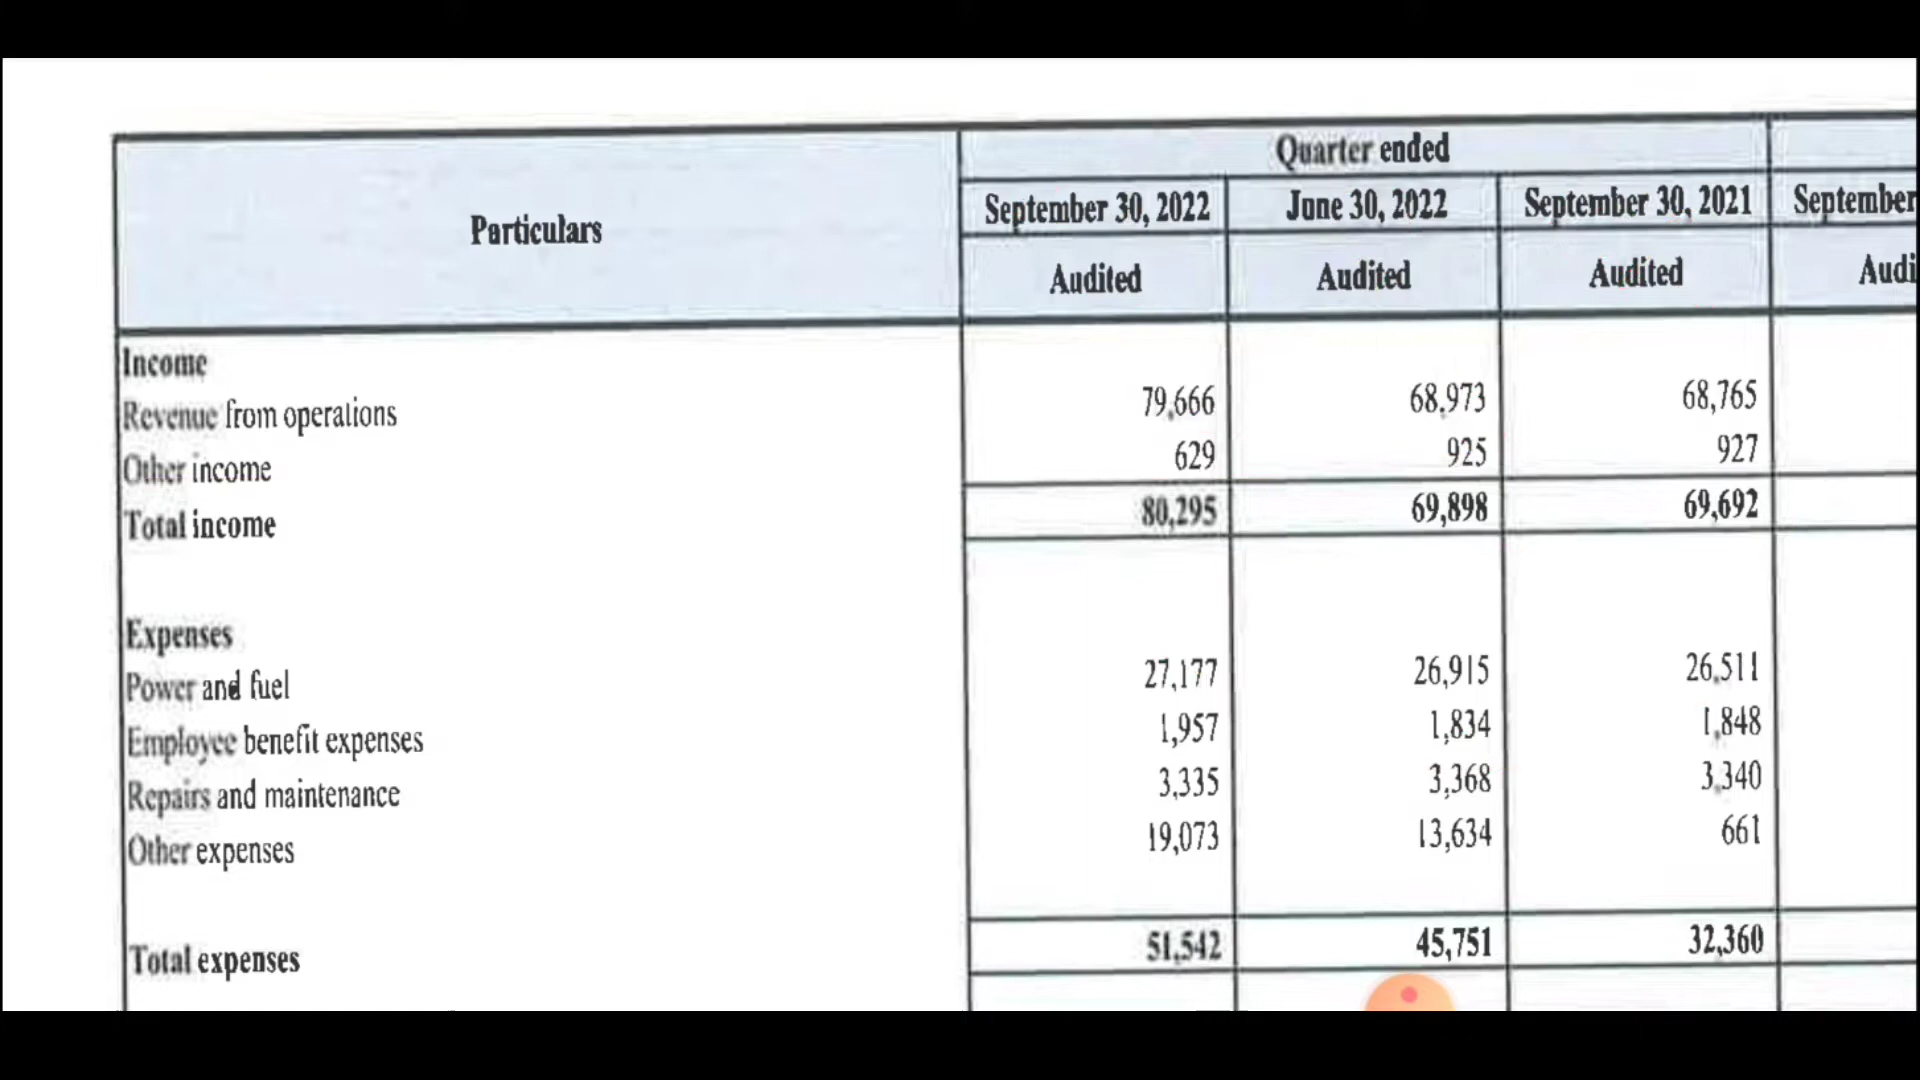 Particulars
Quarter ended
September 30, 2022 June 30, 2022 September 30, 2021 September
Audited Audited Audited Audi
Income
Revenue from operations 79,666 68,973 68,765
Other income 629 925 927
Total income 80,295 69,898 69,692
Expenses
Power and fuel 27,177 26,915 26,511
Employee benefit expenses 1,957 1,834 1,848
Repairs and maintenance 3,335 3,368 3,340
Other expenses 19,073 13,634 661
Total expenses 51,542 45,751 32,360